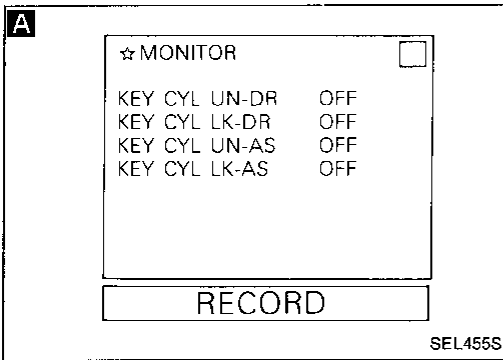 A
☆ MONITOR
KEY CYL UN-DR OFF
KEY CYL LK-DR OFF
KEY CYL UN-AS OFF
KEY CYL LK-AS OFF
RECORD
SEL455S